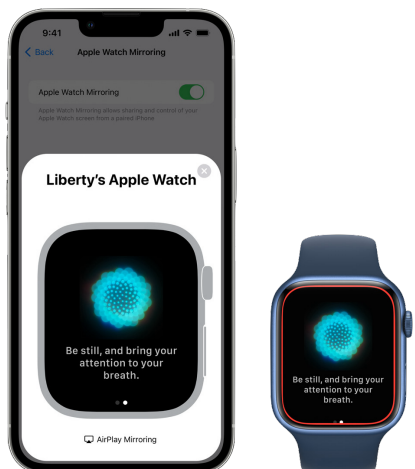 9:41
Back
Apple Watch Mirroring
Apple Watch Mirroring
Apple Watch Mirroring allows sharing and control of your
Apple Watch screen from a paired iPhone.
Liberty's Apple Watch
Be still, and bring your
attention to your
breath.
AirPlay Mirroring
Be still, and bring your
attention to your
breath.